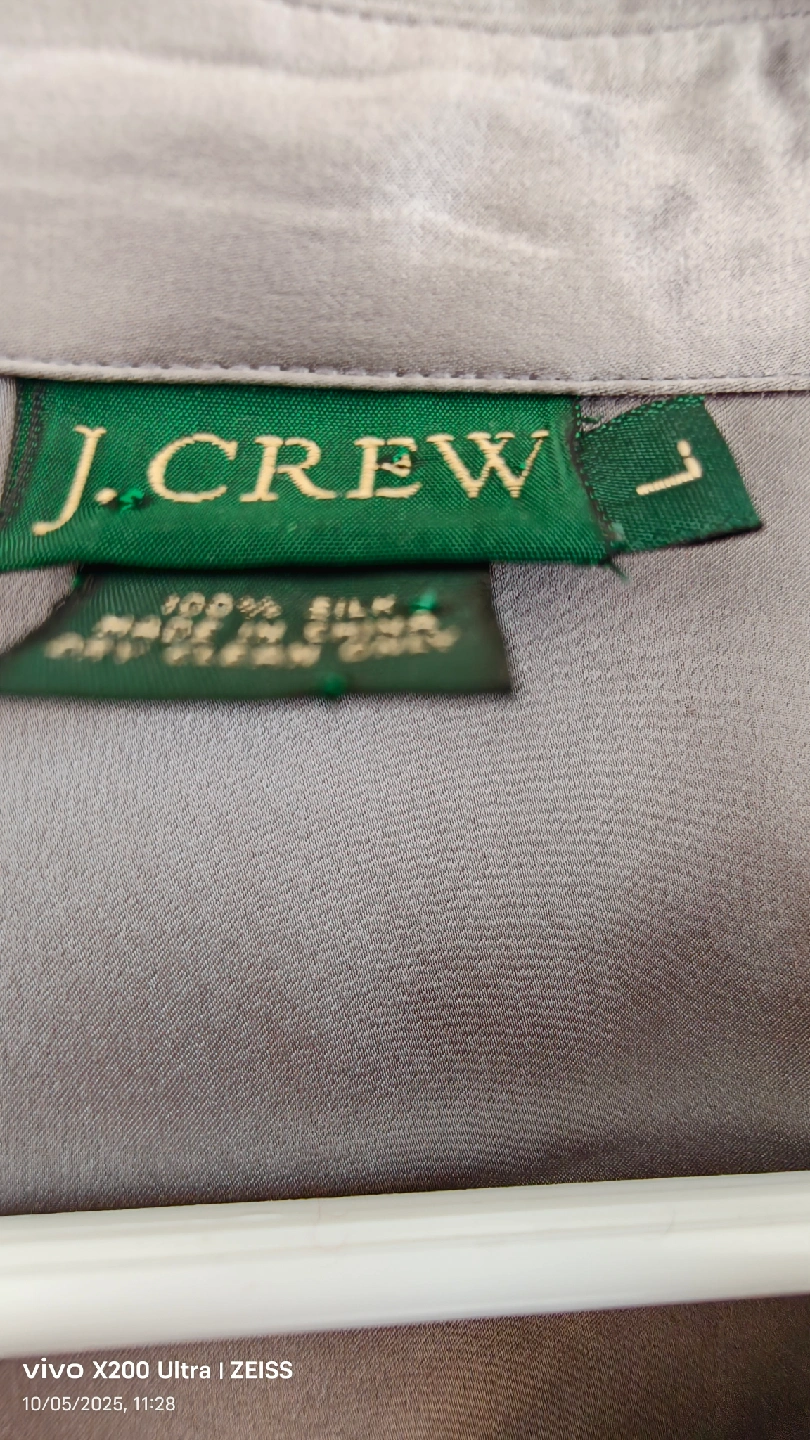 J.CREW
L
100% SILK
MADE IN CHINA
DRY CLEAN ONLY
vivo X200 Ultra | ZEISS
10/05/2025, 11:28